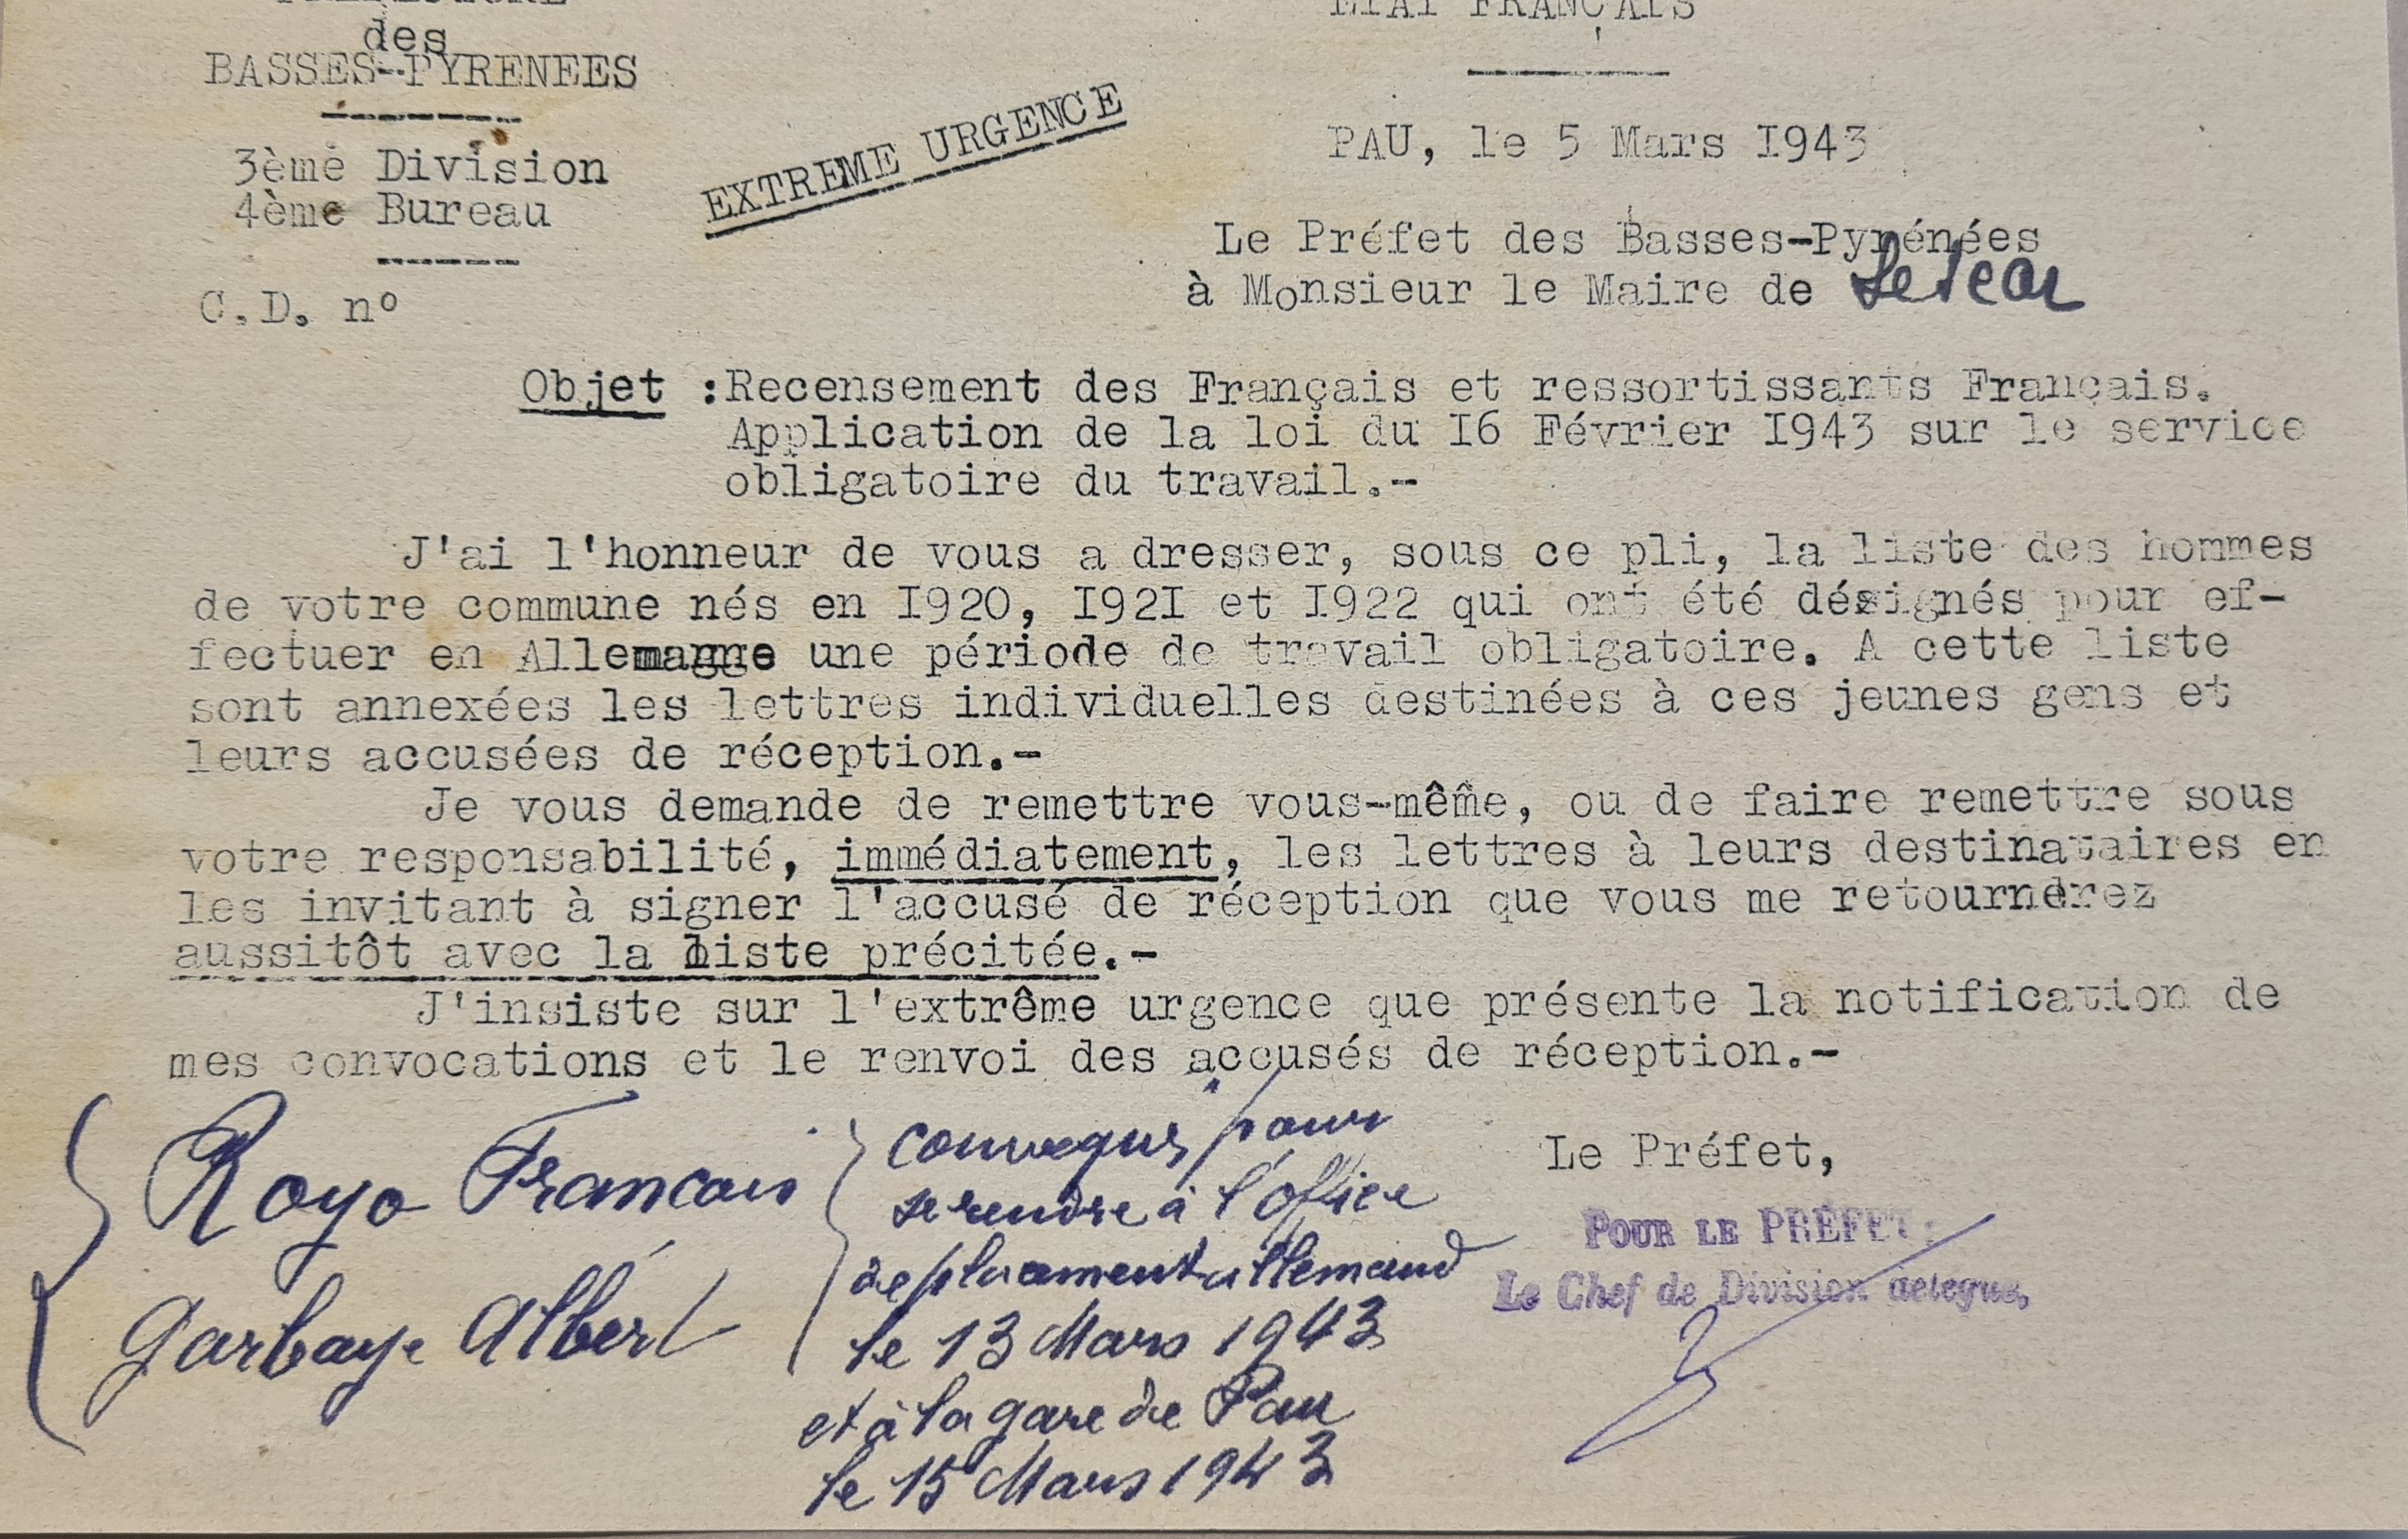 PREFECTURE
des
BASSES-PYRENEES
3ème Division
4ème Bureau
C.D. nº
EXTREME URGENCE
ETAT FRANÇAIS
PAU, le 5 Mars I943
Le Préfet des Basses-Pyrénées
à Monsieur le Maire de
Objet :Recensement des Français et ressortissants Français.
Application de la loi du I6 Février I943 sur le service
obligatoire du travail.-
J'ai l'honneur de vous a dresser, sous ce pli, la liste des hommes
de votre commune nés en I920, I92I et I922 qui ont été désignés pour ef-
fectuer en Allemagne une période de travail obligatoire. A cette liste
sont annexées les lettres individuelles destinées à ces jeunes gens et
leurs accusées de réception.-
Je vous demande de remettre vous-même, ou de faire remettre sous
votre responsabilité, immédiatement, les lettres à leurs destinataires en
les invitant à signer l'accusé de réception que vous me retournerez
aussitôt avec la liste précitée.-
J'insiste sur l'extrême urgence que présente la notification de
mes convocations et le renvoi des accusés de réception.-
Royo Francois
Garbaye Albert
convoqués pour
se rendre à l'office
de placement allemand
le 13 Mars 1943
et à la gare de Pau
le 15 Mars 1943
Le Préfet,
POUR LE PRÉFET:
Le Chef de Division délégué,